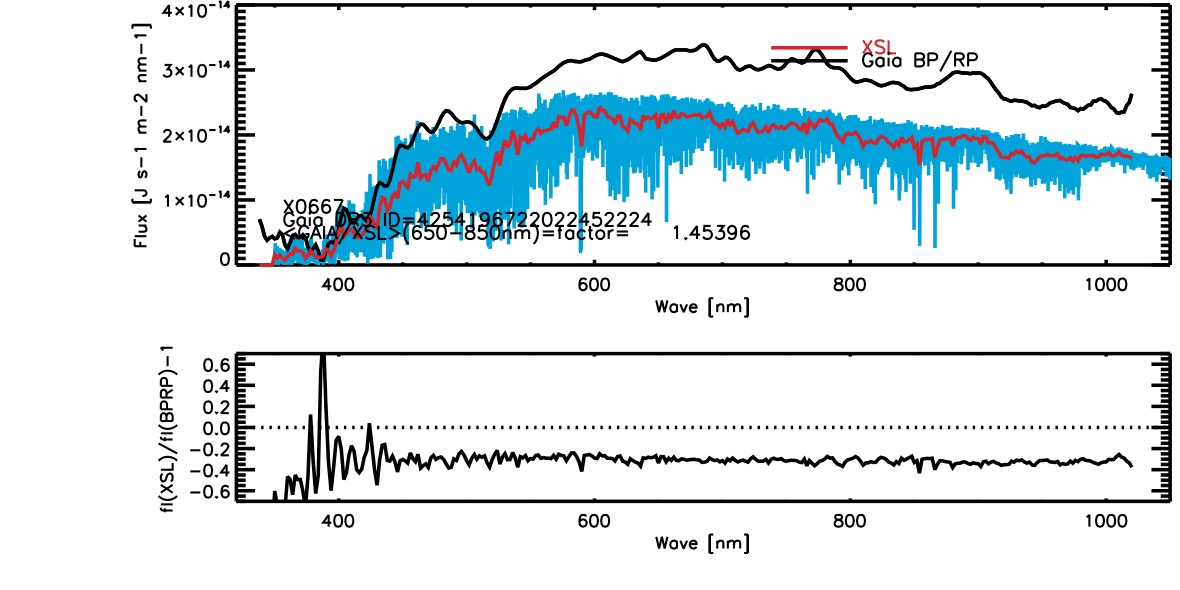 4×10⁻¹⁴
3×10⁻¹⁴
2×10⁻¹⁴
1×10⁻¹⁴
0
Flux [J s−1 m−2 nm−1]
XSL
Gaia BP/RP
X0667
Gaia DR3 ID=4254196722022452224
<GAIA/XSL>(650−850nm)=factor= 1.45396
400 600 800 1000
Wave [nm]
fl(XSL)/fl(BPRP)−1
0.6
0.4
0.2
0.0
−0.2
−0.4
−0.6
400 600 800 1000
Wave [nm]